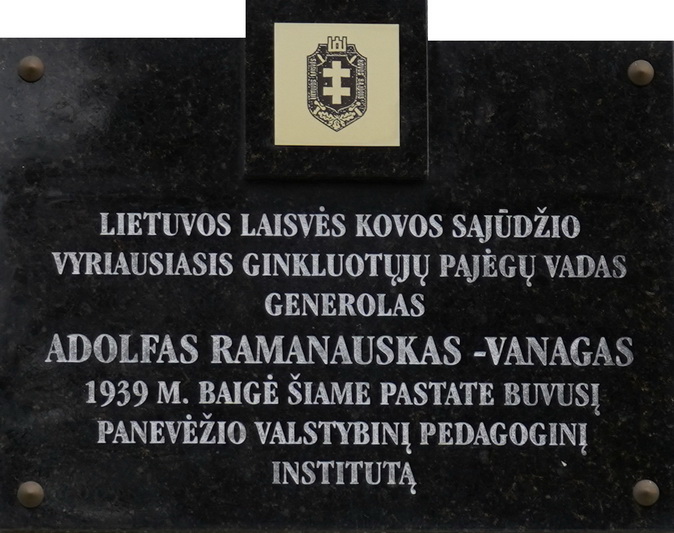 LIETUVOS LAISVĖS KOVOS SAJŪDŽIO
VYRIAUSIASIS GINKLUOTŲJŲ PAJĖGŲ VADAS
GENEROLAS
ADOLFAS RAMANAUSKAS -VANAGAS
1939 M. BAIGĖ ŠIAME PASTATE BUVUSĮ
PANEVĖŽIO VALSTYBINĮ PEDAGOGINĮ
INSTITUTĄ